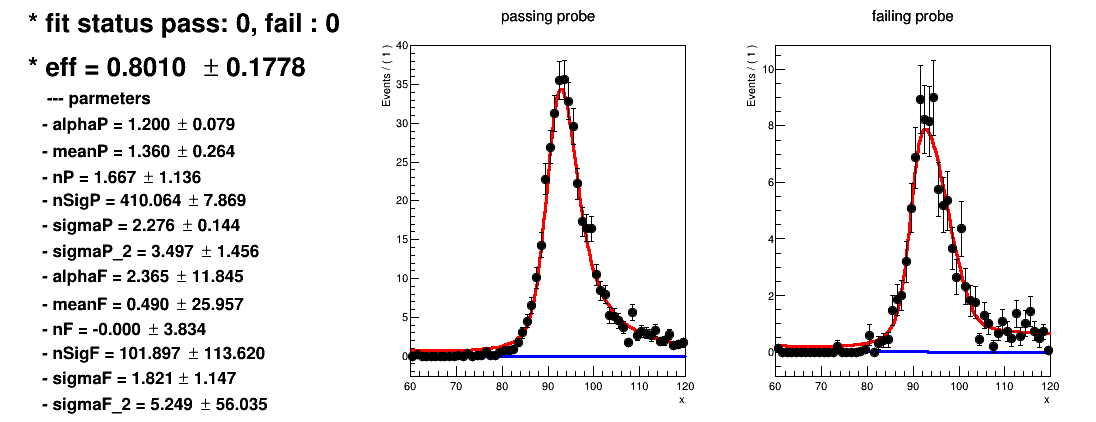 * fit status pass: 0, fail : 0
* eff = 0.8010 ± 0.1778
--- parmeters
- alphaP = 1.200 ± 0.079
- meanP = 1.360 ± 0.264
- nP = 1.667 ± 1.136
- nSigP = 410.064 ± 7.869
- sigmaP = 2.276 ± 0.144
- sigmaP_2 = 3.497 ± 1.456
- alphaF = 2.365 ± 11.845
- meanF = 0.490 ± 25.957
- nF = -0.000 ± 3.834
- nSigF = 101.897 ± 113.620
- sigmaF = 1.821 ± 1.147
- sigmaF_2 = 5.249 ± 56.035
passing probe
Events / ( 1 )
40
35
30
25
20
15
10
5
0
60 70 80 90 100 110 120
x
failing probe
Events / ( 1 )
10
8
6
4
2
0
60 70 80 90 100 110 120
x